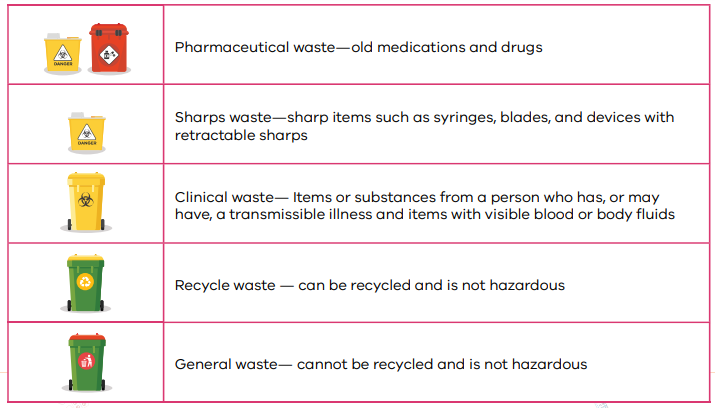 DANGER
Pharmaceutical waste—old medications and drugs
DANGER
Sharps waste—sharp items such as syringes, blades, and devices with
retractable sharps
Clinical waste— Items or substances from a person who has, or may
have, a transmissible illness and items with visible blood or body fluids
Recycle waste — can be recycled and is not hazardous
General waste— cannot be recycled and is not hazardous